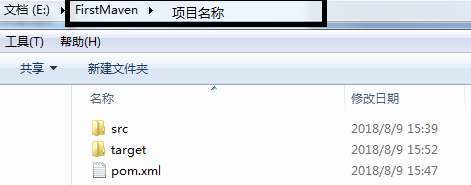 文档 (E:) FirstMaven 项目名称
工具(T) 帮助(H)
共享 新建文件夹
名称 修改日期
src 2018/8/9 15:39
target 2018/8/9 15:52
pom.xml 2018/8/9 15:47